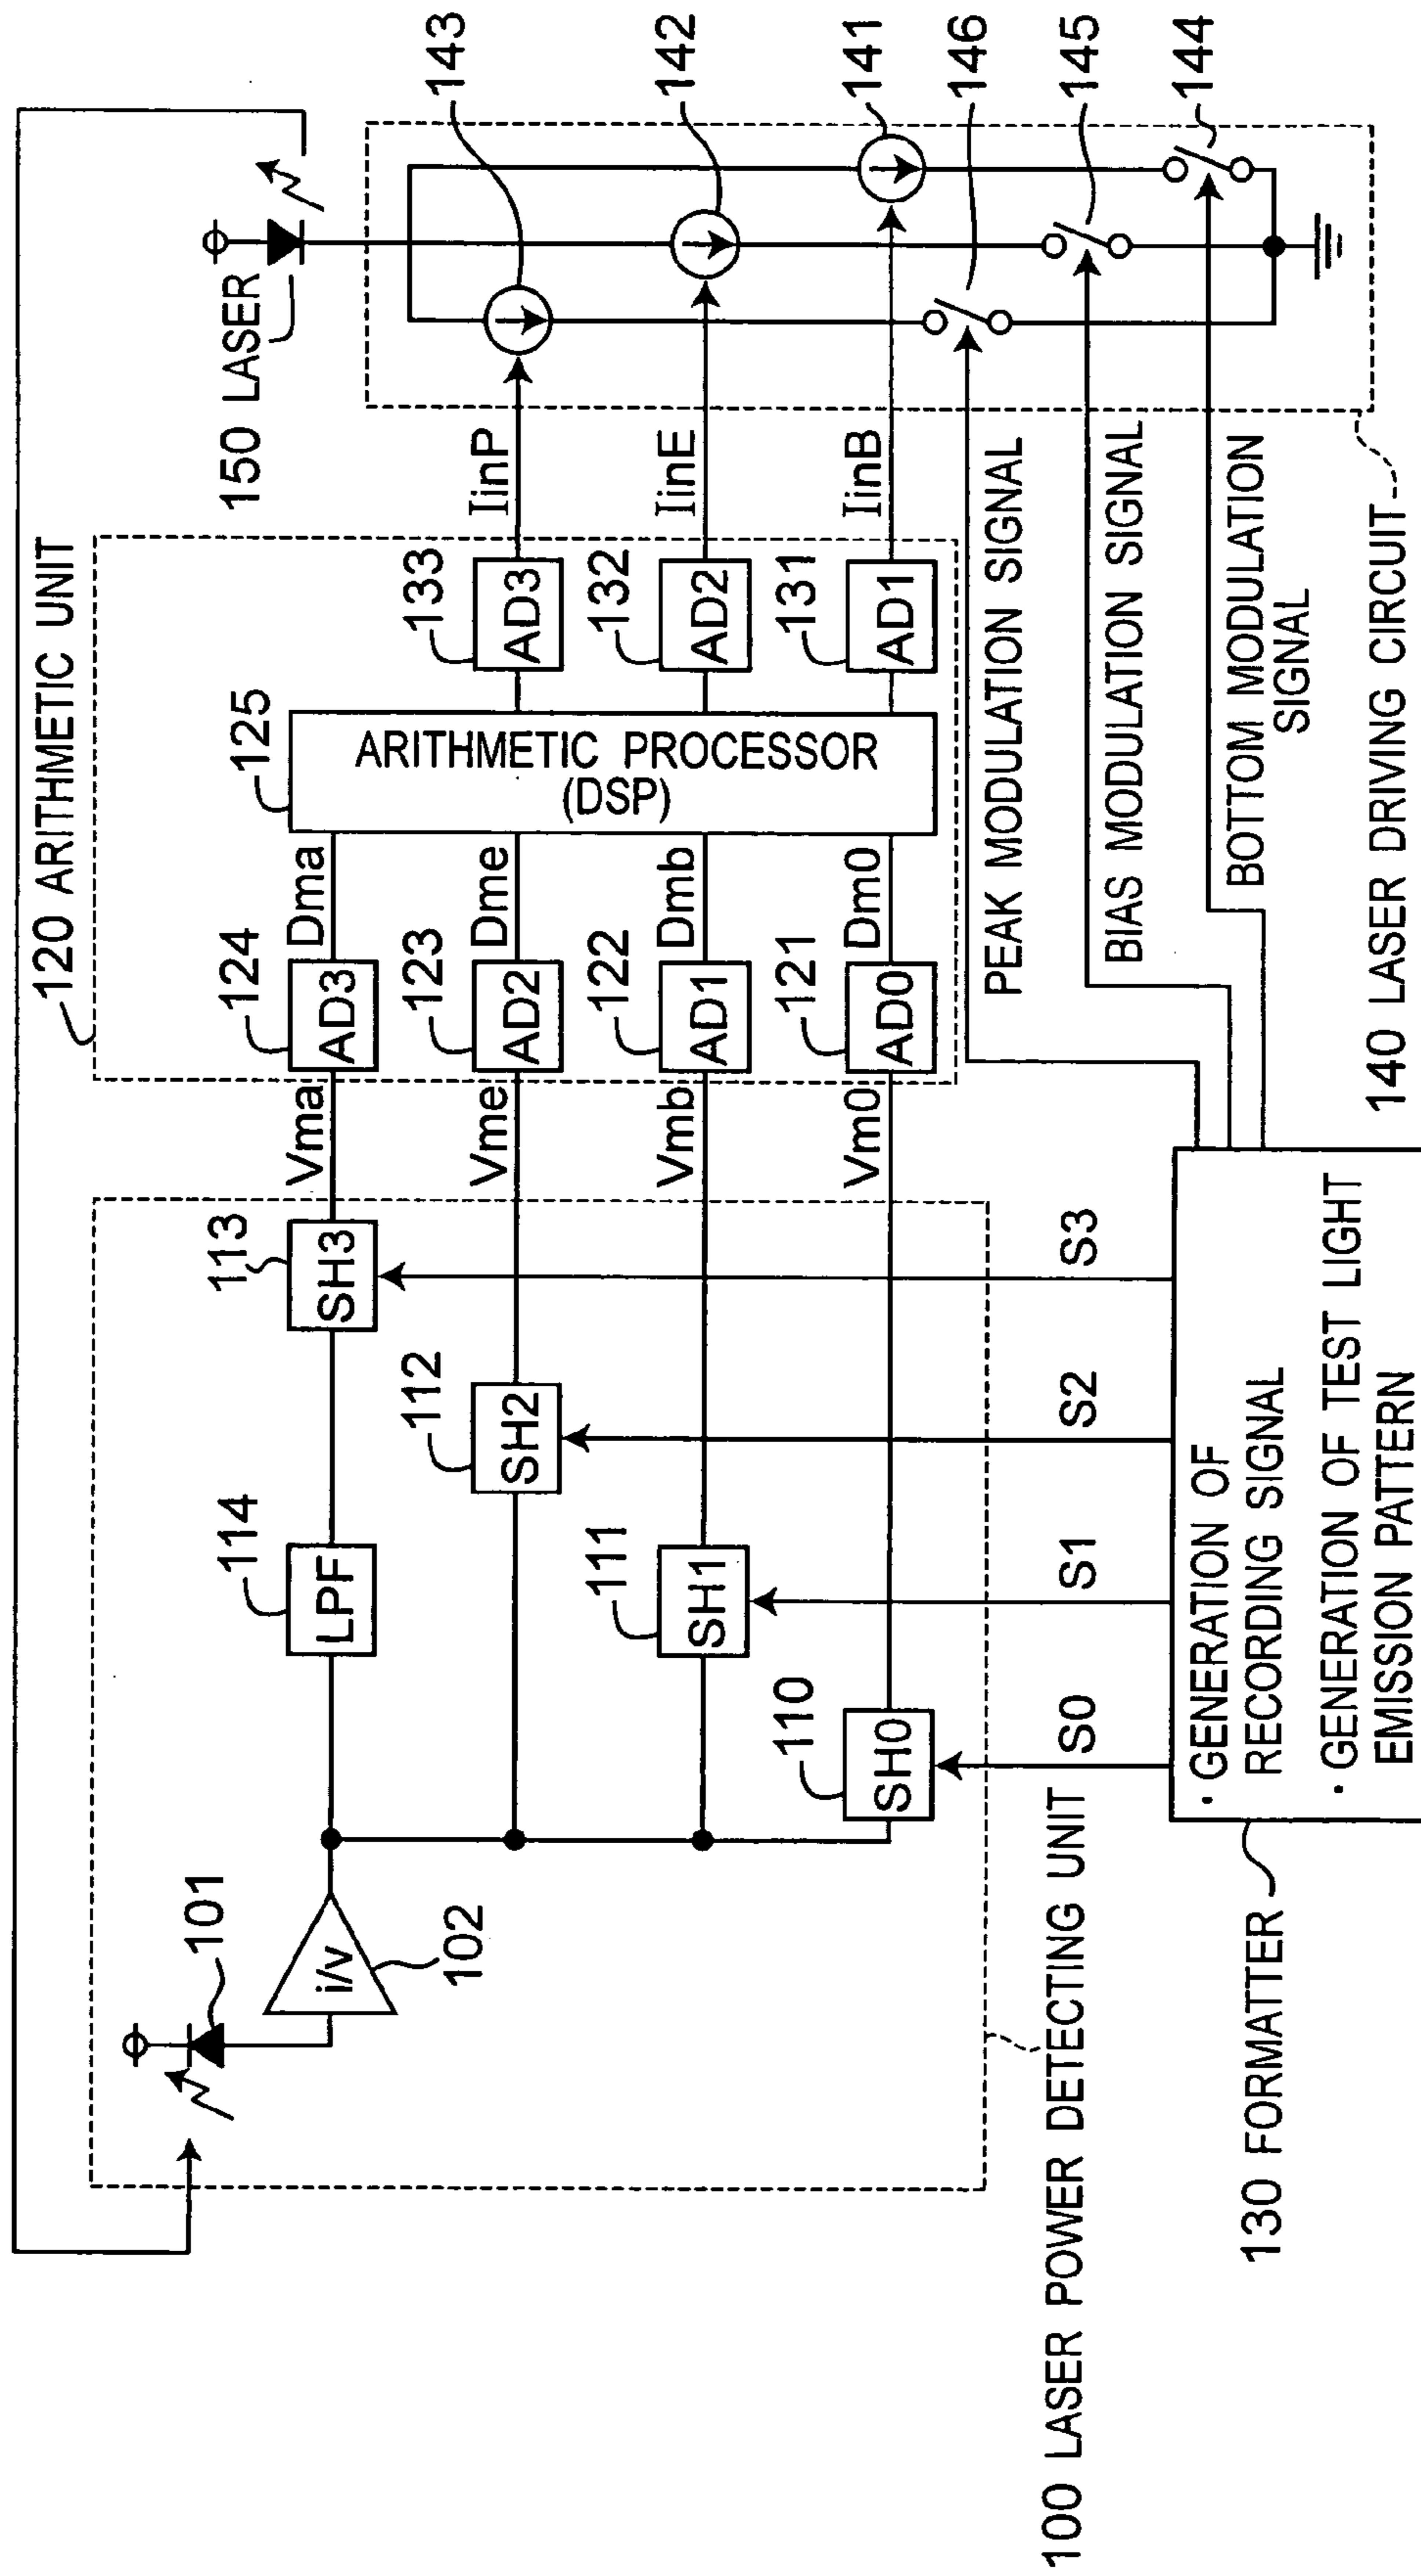 120 ARITHMETIC UNIT
150 LASER
143
142
141
146
145
144
125
ARITHMETIC PROCESSOR
(DSP)
133
AD3
IinP
132
AD2
IinE
131
AD1
IinB
124
AD3
Vma
Dma
123
AD2
Vme
Dme
122
AD1
Vmb
Dmb
121
AD0
Vm0
Dm0
101
i/v
102
114
LPF
113
SH3
112
SH2
111
SH1
110
SH0
S0
S1
S2
S3
PEAK MODULATION SIGNAL
BIAS MODULATION SIGNAL
BOTTOM MODULATION
SIGNAL
100 LASER POWER DETECTING UNIT
· GENERATION OF
RECORDING SIGNAL
· GENERATION OF TEST LIGHT
EMISSION PATTERN
130 FORMATTER
140 LASER DRIVING CIRCUIT